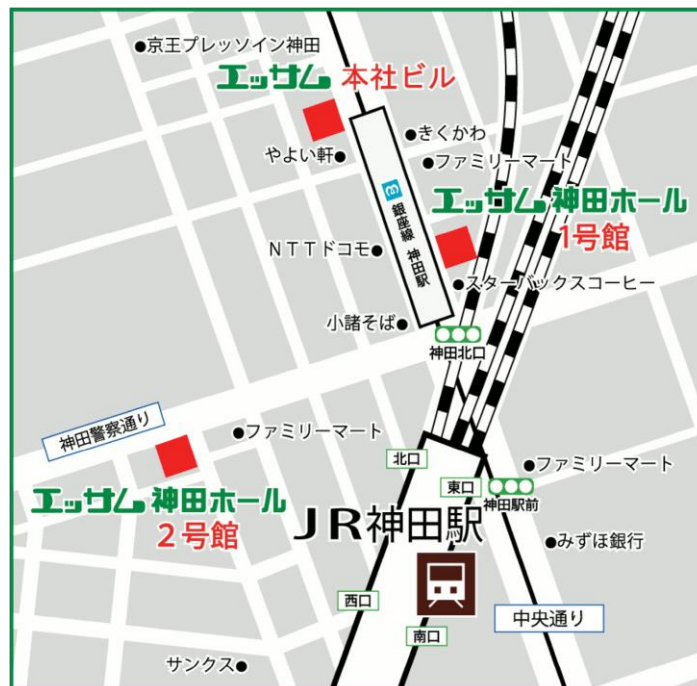 京王プレッソイン神田
エッサム 本社ビル
きくかわ
やよい軒
ファミリーマート
エッサム 神田ホール
1号館
銀座線 神田駅
NTTドコモ
スターバックスコーヒー
小諸そば
神田北口
神田警察通り
ファミリーマート
北口
ファミリーマート
東口
神田駅前
エッサム 神田ホール
2号館
JR神田駅
みずほ銀行
西口
中央通り
南口
サンクス